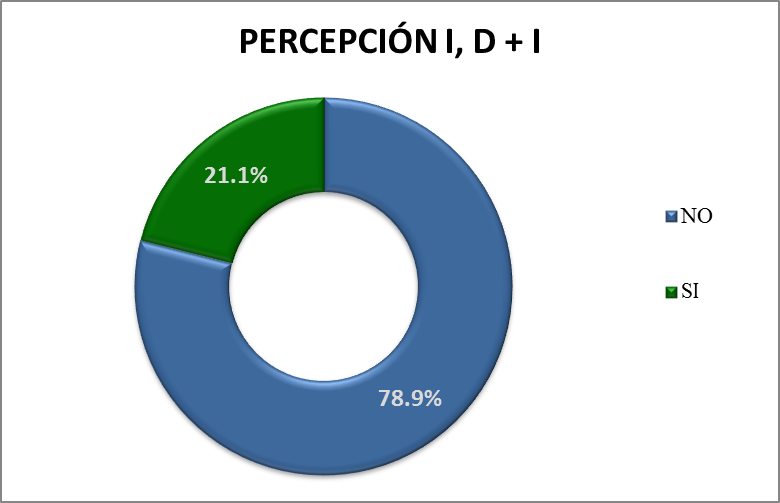 PERCEPCIÓN I, D + I
21.1%
NO
SI
78.9%